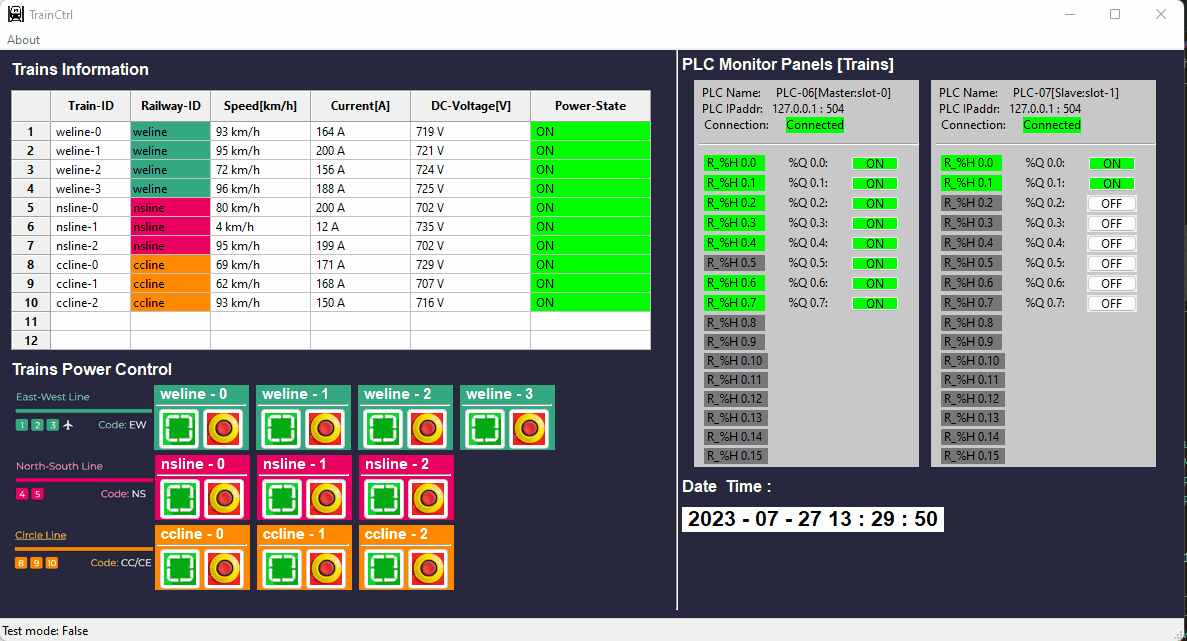 TrainCtrl
About
Trains Information
Train-ID Railway-ID Speed[km/h] Current[A] DC-Voltage[V] Power-State
1 weline-0 weline 93 km/h 164 A 719 V ON
2 weline-1 weline 95 km/h 200 A 721 V ON
3 weline-2 weline 72 km/h 156 A 724 V ON
4 weline-3 weline 96 km/h 188 A 725 V ON
5 nsline-0 nsline 80 km/h 200 A 702 V ON
6 nsline-1 nsline 4 km/h 12 A 735 V ON
7 nsline-2 nsline 95 km/h 199 A 702 V ON
8 ccline-0 ccline 69 km/h 171 A 729 V ON
9 ccline-1 ccline 62 km/h 168 A 707 V ON
10 ccline-2 ccline 93 km/h 150 A 716 V ON
11
12
Trains Power Control
East-West Line
1 2 3 Code: EW
weline - 0 weline - 1 weline - 2 weline - 3
North-South Line
4 5 Code: NS
nsline - 0 nsline - 1 nsline - 2
Circle Line
8 9 10 Code: CC/CE
ccline - 0 ccline - 1 ccline - 2
PLC Monitor Panels [Trains]
PLC Name: PLC-06[Master:slot-0]
PLC IPaddr: 127.0.0.1 : 504
Connection: Connected
R_%H 0.0 %Q 0.0: ON
R_%H 0.1 %Q 0.1: ON
R_%H 0.2 %Q 0.2: ON
R_%H 0.3 %Q 0.3: ON
R_%H 0.4 %Q 0.4: ON
R_%H 0.5 %Q 0.5: ON
R_%H 0.6 %Q 0.6: ON
R_%H 0.7 %Q 0.7: ON
R_%H 0.8
R_%H 0.9
R_%H 0.10
R_%H 0.11
R_%H 0.12
R_%H 0.13
R_%H 0.14
R_%H 0.15
PLC Name: PLC-07[Slave:slot-1]
PLC IPaddr: 127.0.0.1 : 504
Connection: Connected
R_%H 0.0 %Q 0.0: ON
R_%H 0.1 %Q 0.1: ON
R_%H 0.2 %Q 0.2: OFF
R_%H 0.3 %Q 0.3: OFF
R_%H 0.4 %Q 0.4: OFF
R_%H 0.5 %Q 0.5: OFF
R_%H 0.6 %Q 0.6: OFF
R_%H 0.7 %Q 0.7: OFF
R_%H 0.8
R_%H 0.9
R_%H 0.10
R_%H 0.11
R_%H 0.12
R_%H 0.13
R_%H 0.14
R_%H 0.15
Date Time :
2023 - 07 - 27 13 : 29 : 50
Test mode: False